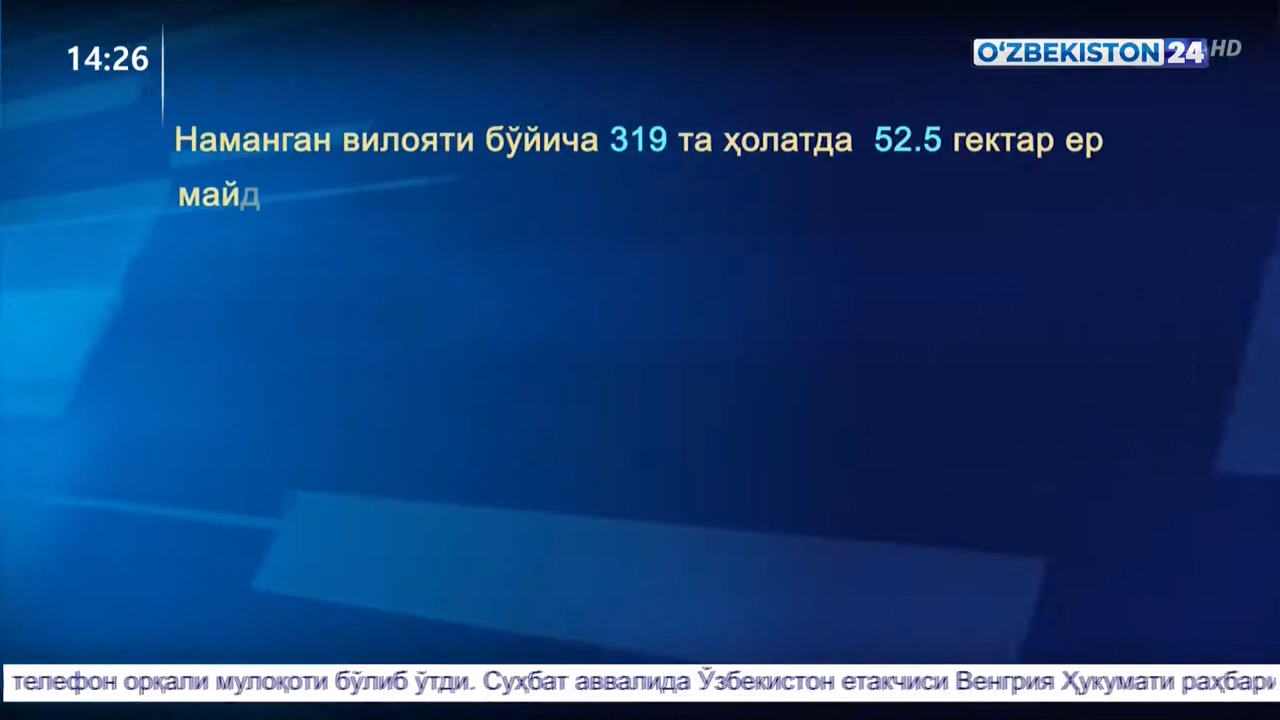 14:26
O‘ZBEKISTON 24 HD
Наманган вилояти бўйича 319 та ҳолатда 52.5 гектар ер
майд
телефон орқали мулоқоти бўлиб ўтди. Суҳбат аввалида Ўзбекистон етакчиси Венгрия Ҳукумати раҳбари